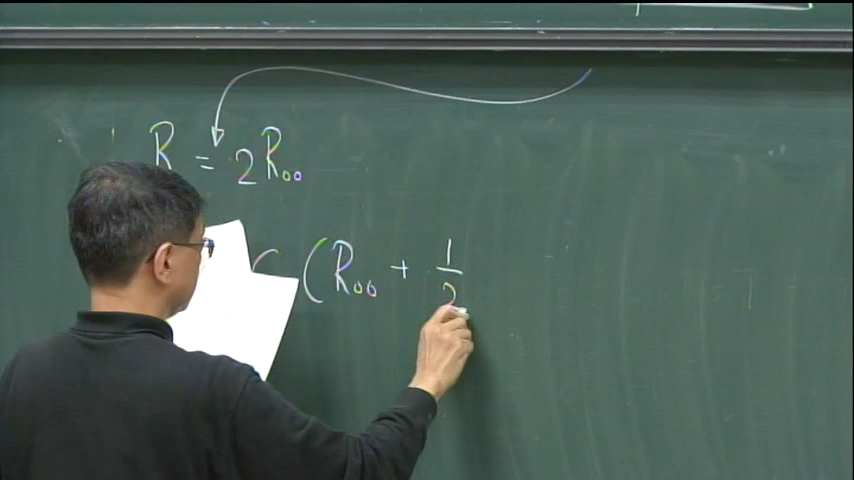 R = 2R₀₀
(R₀₀ + 1/2